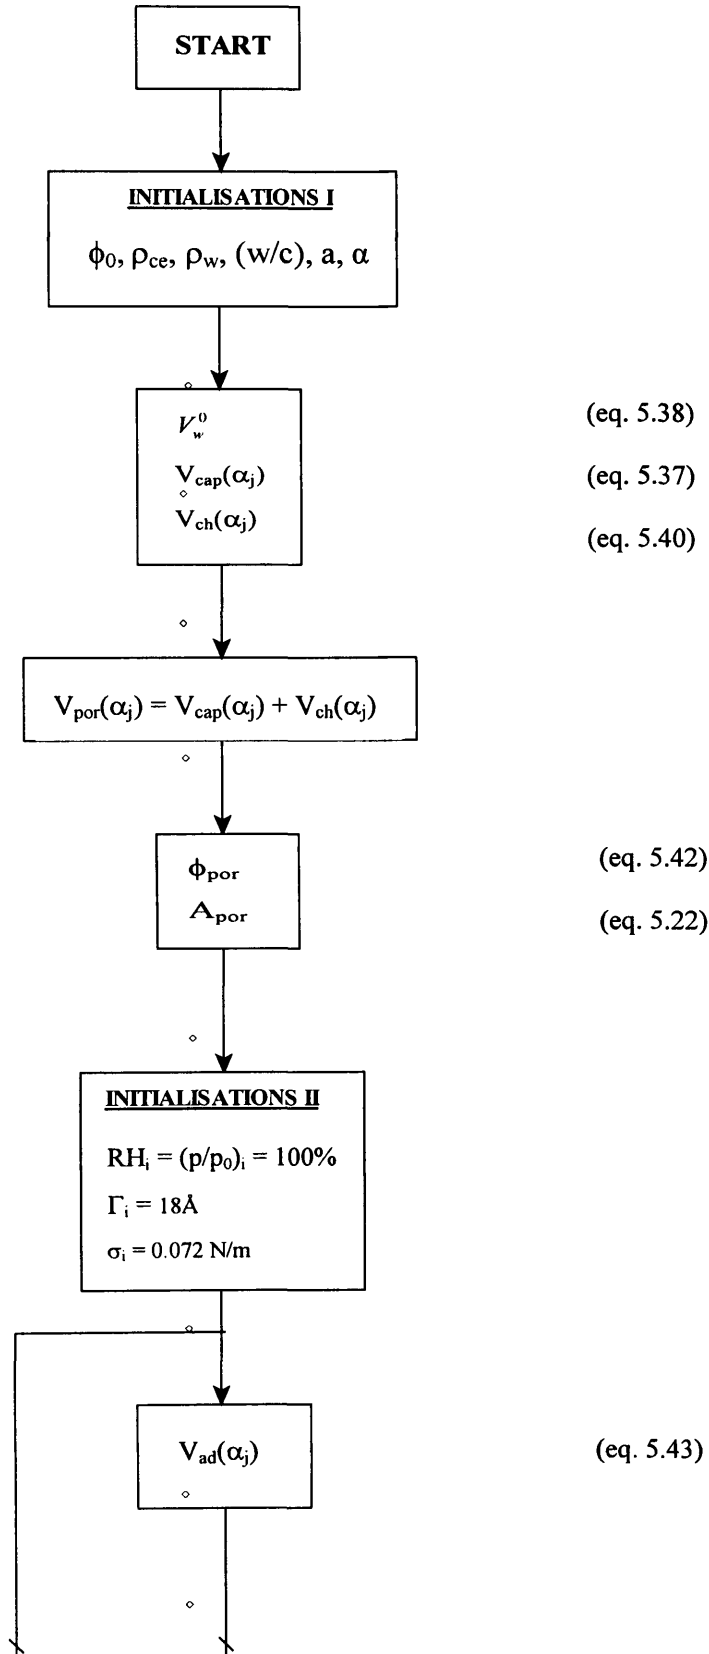 START
INITIALISATIONS I
ϕ₀, ρce, ρw, (w/c), a, α
V⁰w (eq. 5.38)
Vcap(αj) (eq. 5.37)
Vch(αj) (eq. 5.40)
Vpor(αj) = Vcap(αj) + Vch(αj)
ϕpor (eq. 5.42)
Apor (eq. 5.22)
INITIALISATIONS II
RHi = (p/p₀)i = 100%
Γi = 18Å
σi = 0.072 N/m
Vad(αj) (eq. 5.43)